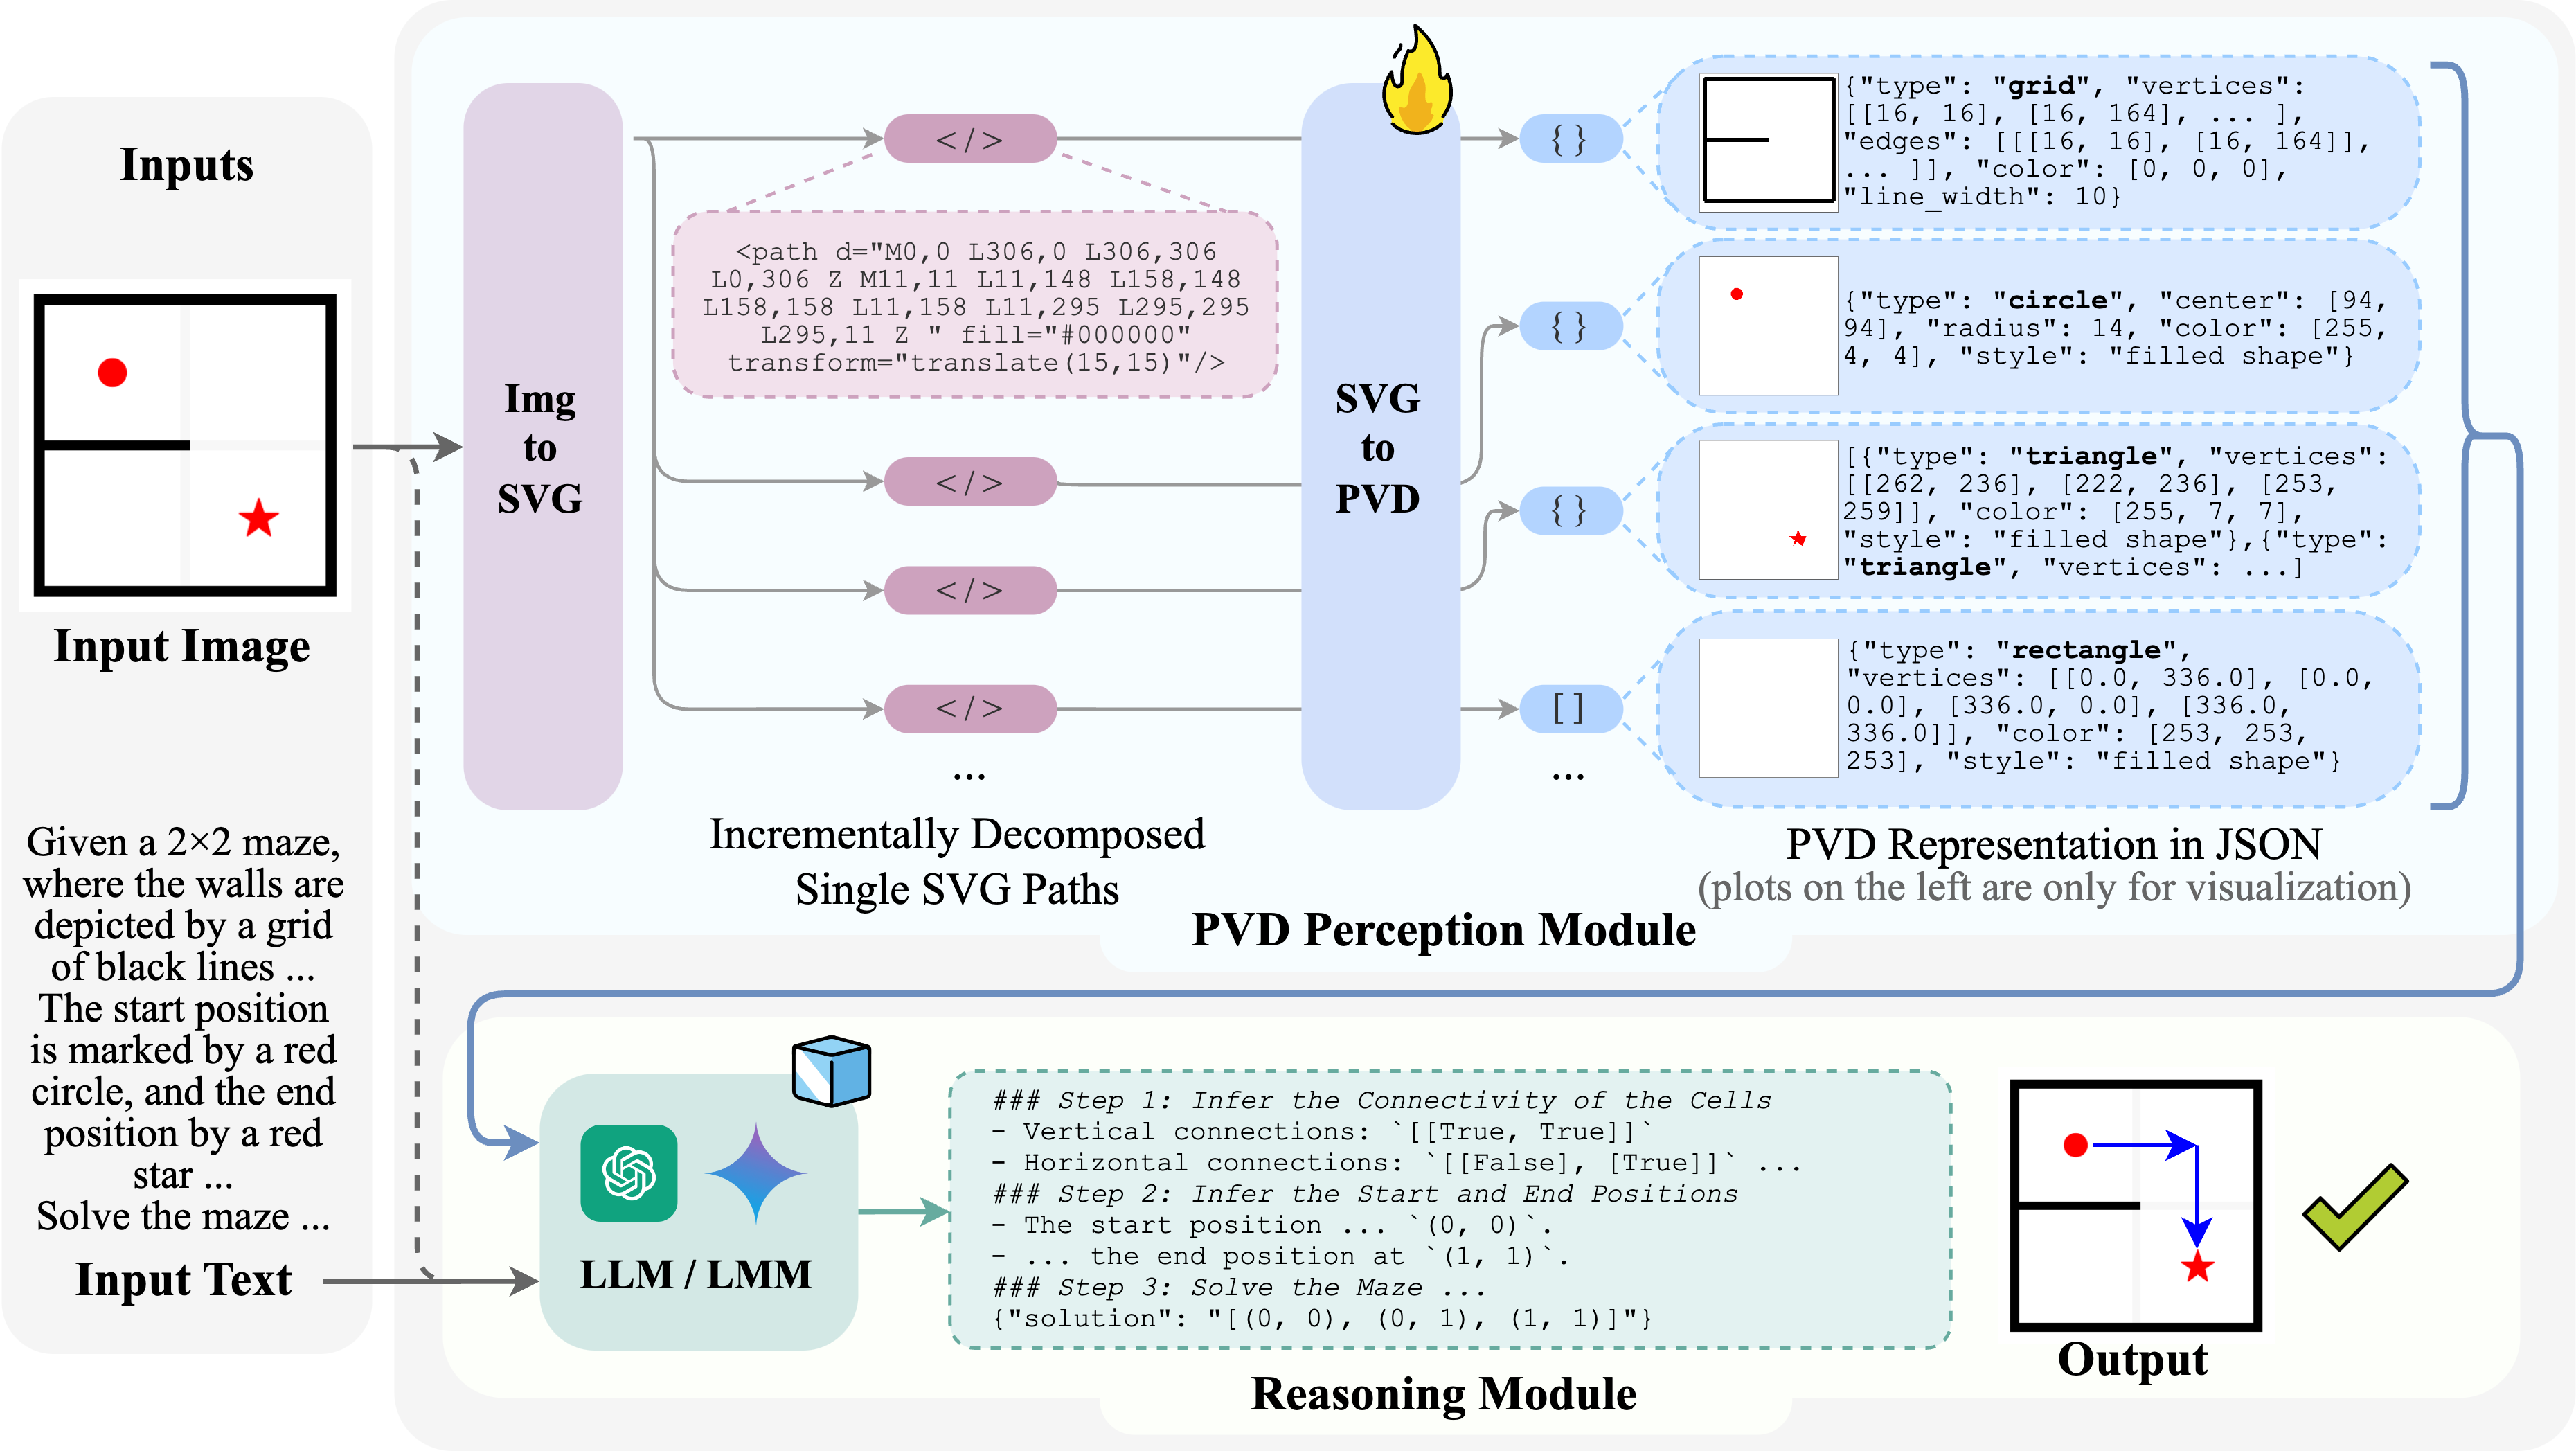 Inputs
Input Image
Given a 2×2 maze,
where the walls are
depicted by a grid
of black lines ...
The start position
is marked by a red
circle, and the end
position by a red
star ...
Solve the maze ...
Input Text
Img
to
SVG
</>
<path d="M0,0 L306,0 L306,306
L0,306 Z M11,11 L11,148 L158,148
L158,158 L11,158 L11,295 L295,295
L295,11 Z " fill="#000000"
transform="translate(15,15)"/>
</>
</>
</>
...
Incrementally Decomposed
Single SVG Paths
SVG
to
PVD
{}
{}
{}
[]
...
{"type": "grid", "vertices":
[[16, 16], [16, 164], ... ],
"edges": [[[16, 16], [16, 164]],
... ]], "color": [0, 0, 0],
"line_width": 10}
{"type": "circle", "center": [94,
94], "radius": 14, "color": [255,
4, 4], "style": "filled shape"}
[{"type": "triangle", "vertices":
[[262, 236], [222, 236], [253,
259]], "color": [255, 7, 7],
"style": "filled shape"},{"type":
"triangle", "vertices": ...]
{"type": "rectangle",
"vertices": [[0.0, 336.0], [0.0,
0.0], [336.0, 0.0], [336.0,
336.0]], "color": [253, 253,
253], "style": "filled shape"}
PVD Representation in JSON
(plots on the left are only for visualization)
PVD Perception Module
LLM / LMM
### Step 1: Infer the Connectivity of the Cells
- Vertical connections: `[[True, True]]`
- Horizontal connections: `[[False], [True]]` ...
### Step 2: Infer the Start and End Positions
- The start position ... `(0, 0)`.
- ... the end position at `(1, 1)`.
### Step 3: Solve the Maze ...
{"solution": "[(0, 0), (0, 1), (1, 1)]"}
Output
Reasoning Module